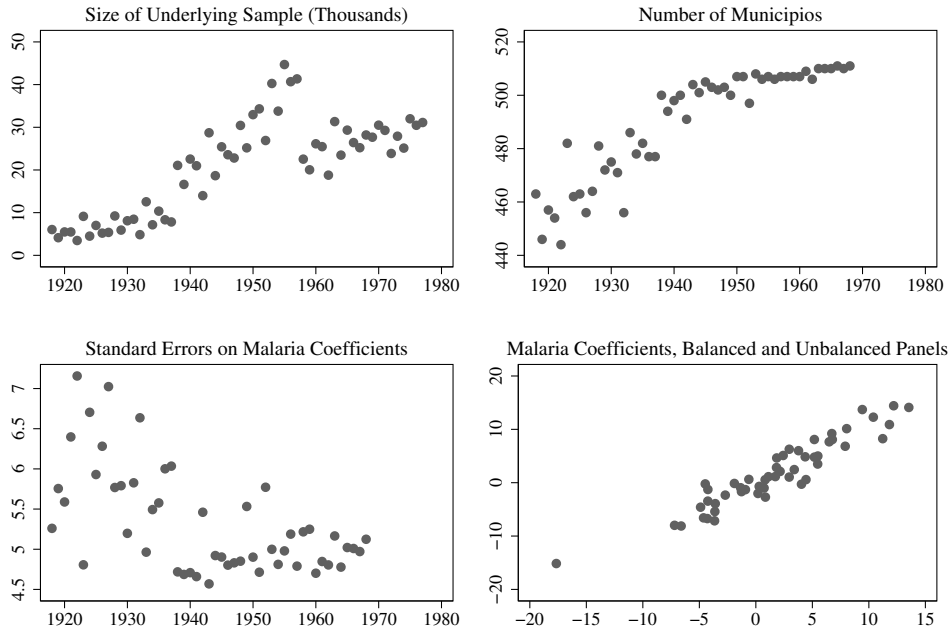 Size of Underlying Sample (Thousands)
50
40
30
20
10
0
1920 1930 1940 1950 1960 1970 1980
Number of Municipios
520
500
480
460
440
1920 1930 1940 1950 1960 1970 1980
Standard Errors on Malaria Coefficients
7
6.5
6
5.5
5
4.5
1920 1930 1940 1950 1960 1970 1980
Malaria Coefficients, Balanced and Unbalanced Panels
20
10
0
−10
−20
−20 −15 −10 −5 0 5 10 15